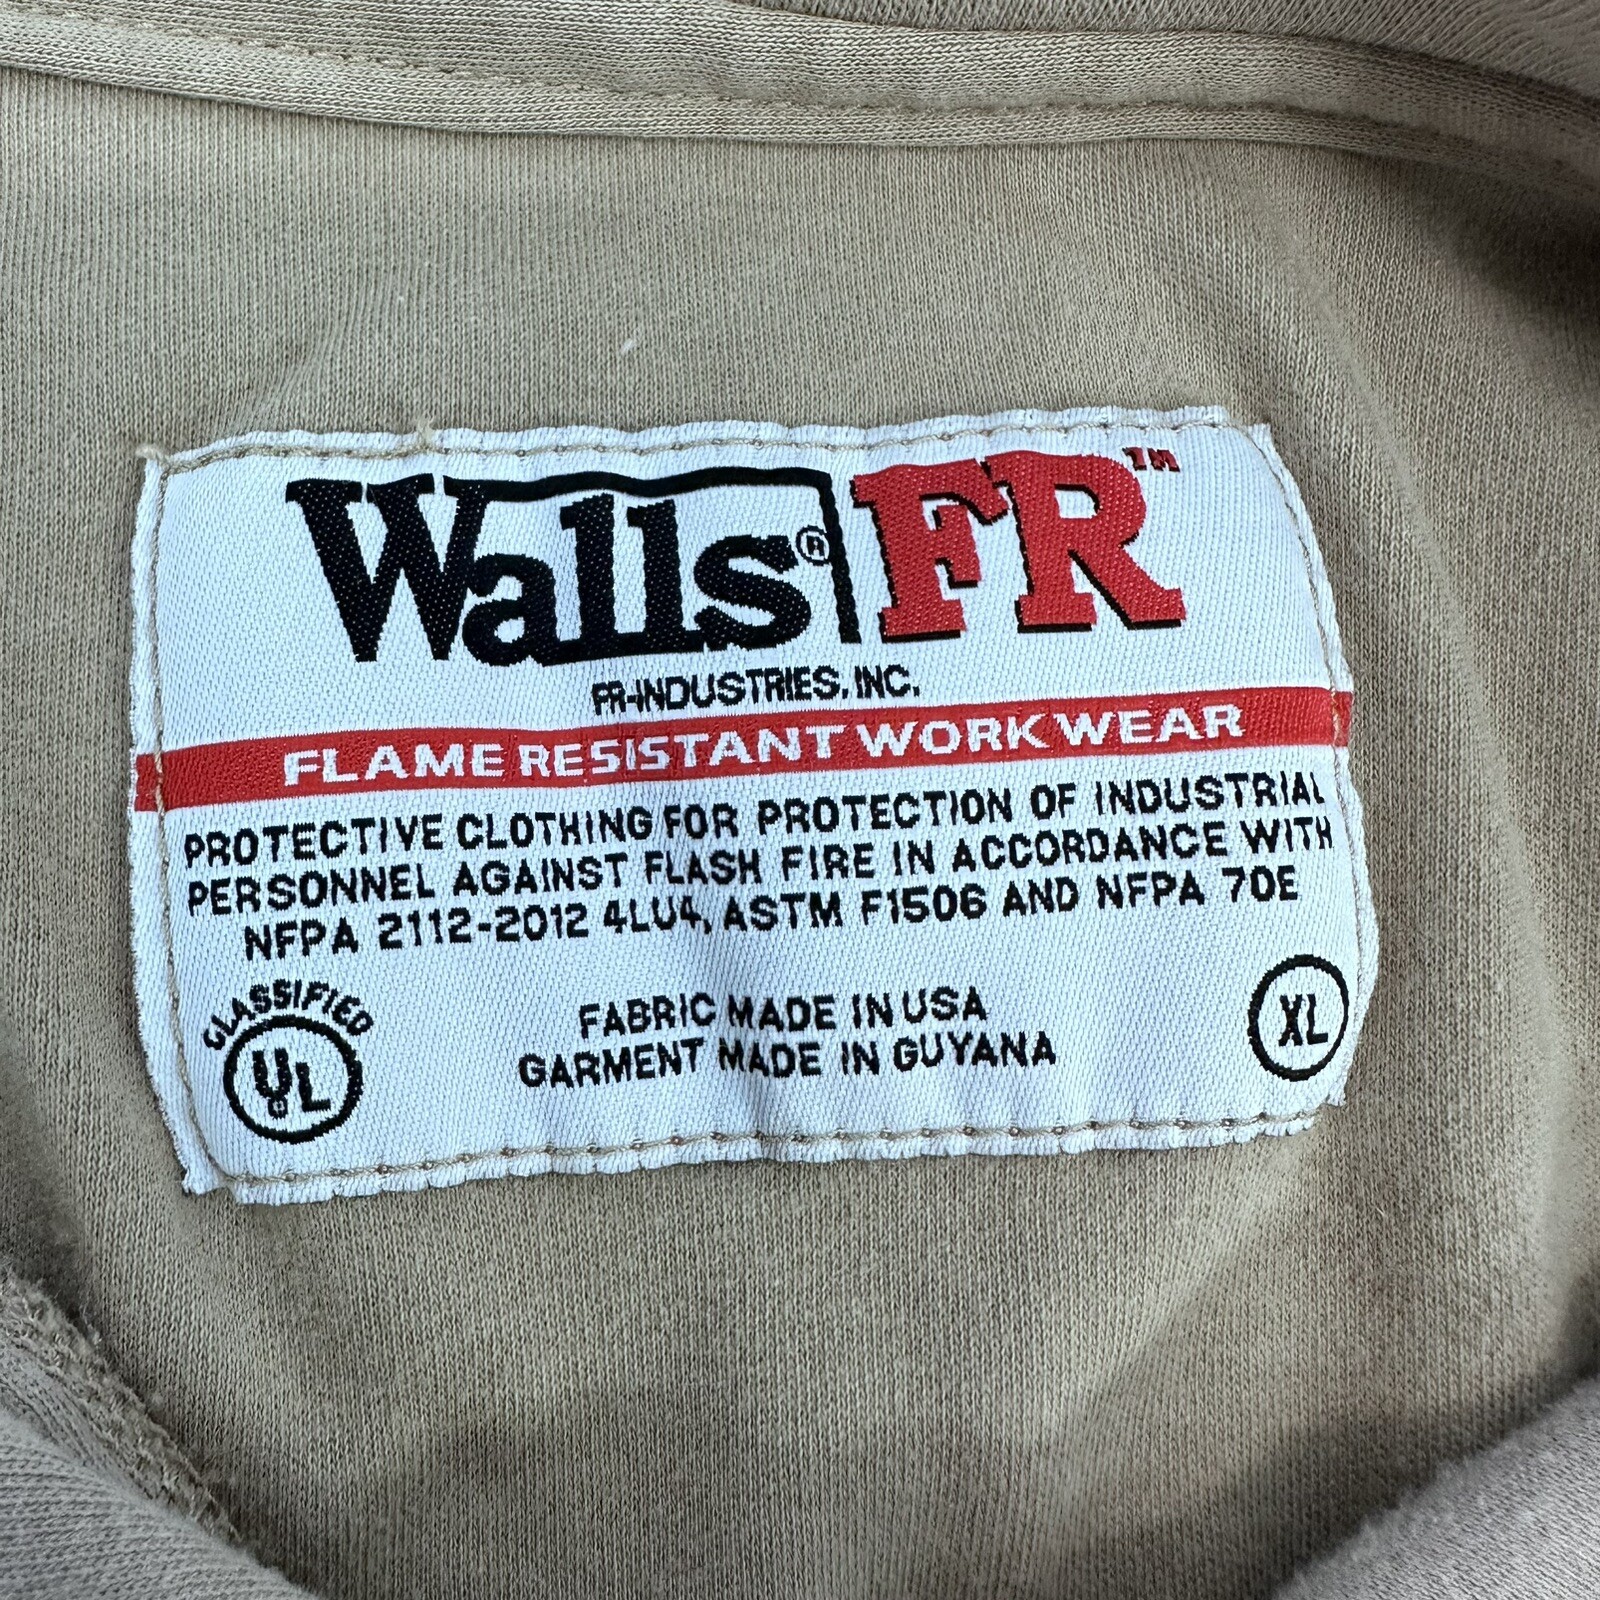 Walls® FR™
FR-INDUSTRIES, INC.
FLAME RESISTANT WORK WEAR
PROTECTIVE CLOTHING FOR PROTECTION OF INDUSTRIAL
PERSONNEL AGAINST FLASH FIRE IN ACCORDANCE WITH
NFPA 2112-2012 4LU4, ASTM F1506 AND NFPA 70E
CLASSIFIED
UL
FABRIC MADE IN USA
GARMENT MADE IN GUYANA
XL